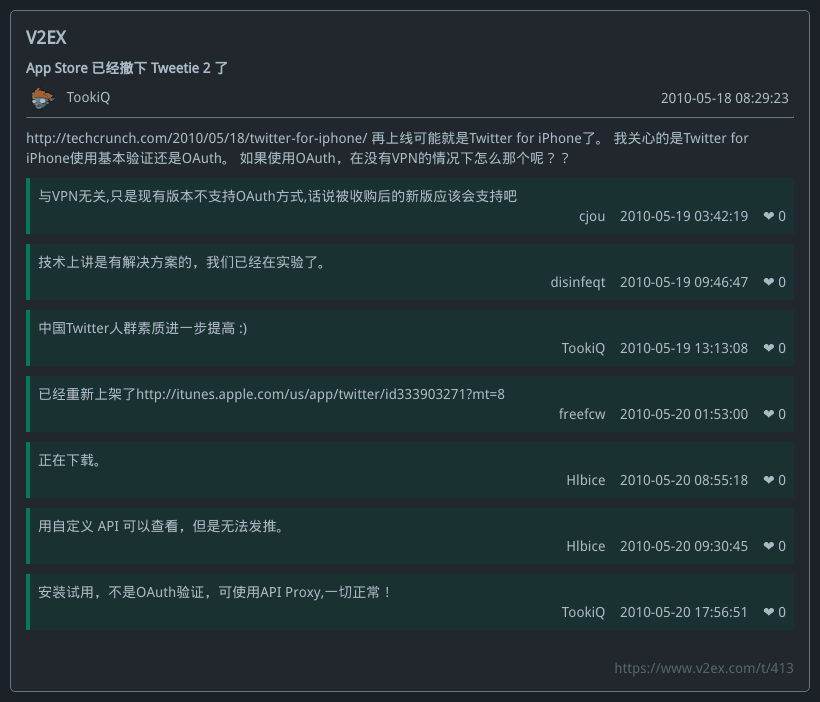 V2EX
App Store 已经撤下 Tweetie 2 了
TookiQ 2010-05-18 08:29:23
http://techcrunch.com/2010/05/18/twitter-for-iphone/ 再上线可能就是Twitter for iPhone了。 我关心的是Twitter for
iPhone使用基本验证还是OAuth。 如果使用OAuth，在没有VPN的情况下怎么那个呢？？
与VPN无关,只是现有版本不支持OAuth方式,话说被收购后的新版应该会支持吧
cjou 2010-05-19 03:42:19 ❤ 0
技术上讲是有解决方案的，我们已经在实验了。
disinfeqt 2010-05-19 09:46:47 ❤ 0
中国Twitter人群素质进一步提高 :)
TookiQ 2010-05-19 13:13:08 ❤ 0
已经重新上架了http://itunes.apple.com/us/app/twitter/id333903271?mt=8
freefcw 2010-05-20 01:53:00 ❤ 0
正在下载。
Hlbice 2010-05-20 08:55:18 ❤ 0
用自定义 API 可以查看，但是无法发推。
Hlbice 2010-05-20 09:30:45 ❤ 0
安装试用，不是OAuth验证，可使用API Proxy,一切正常！
TookiQ 2010-05-20 17:56:51 ❤ 0
https://www.v2ex.com/t/413